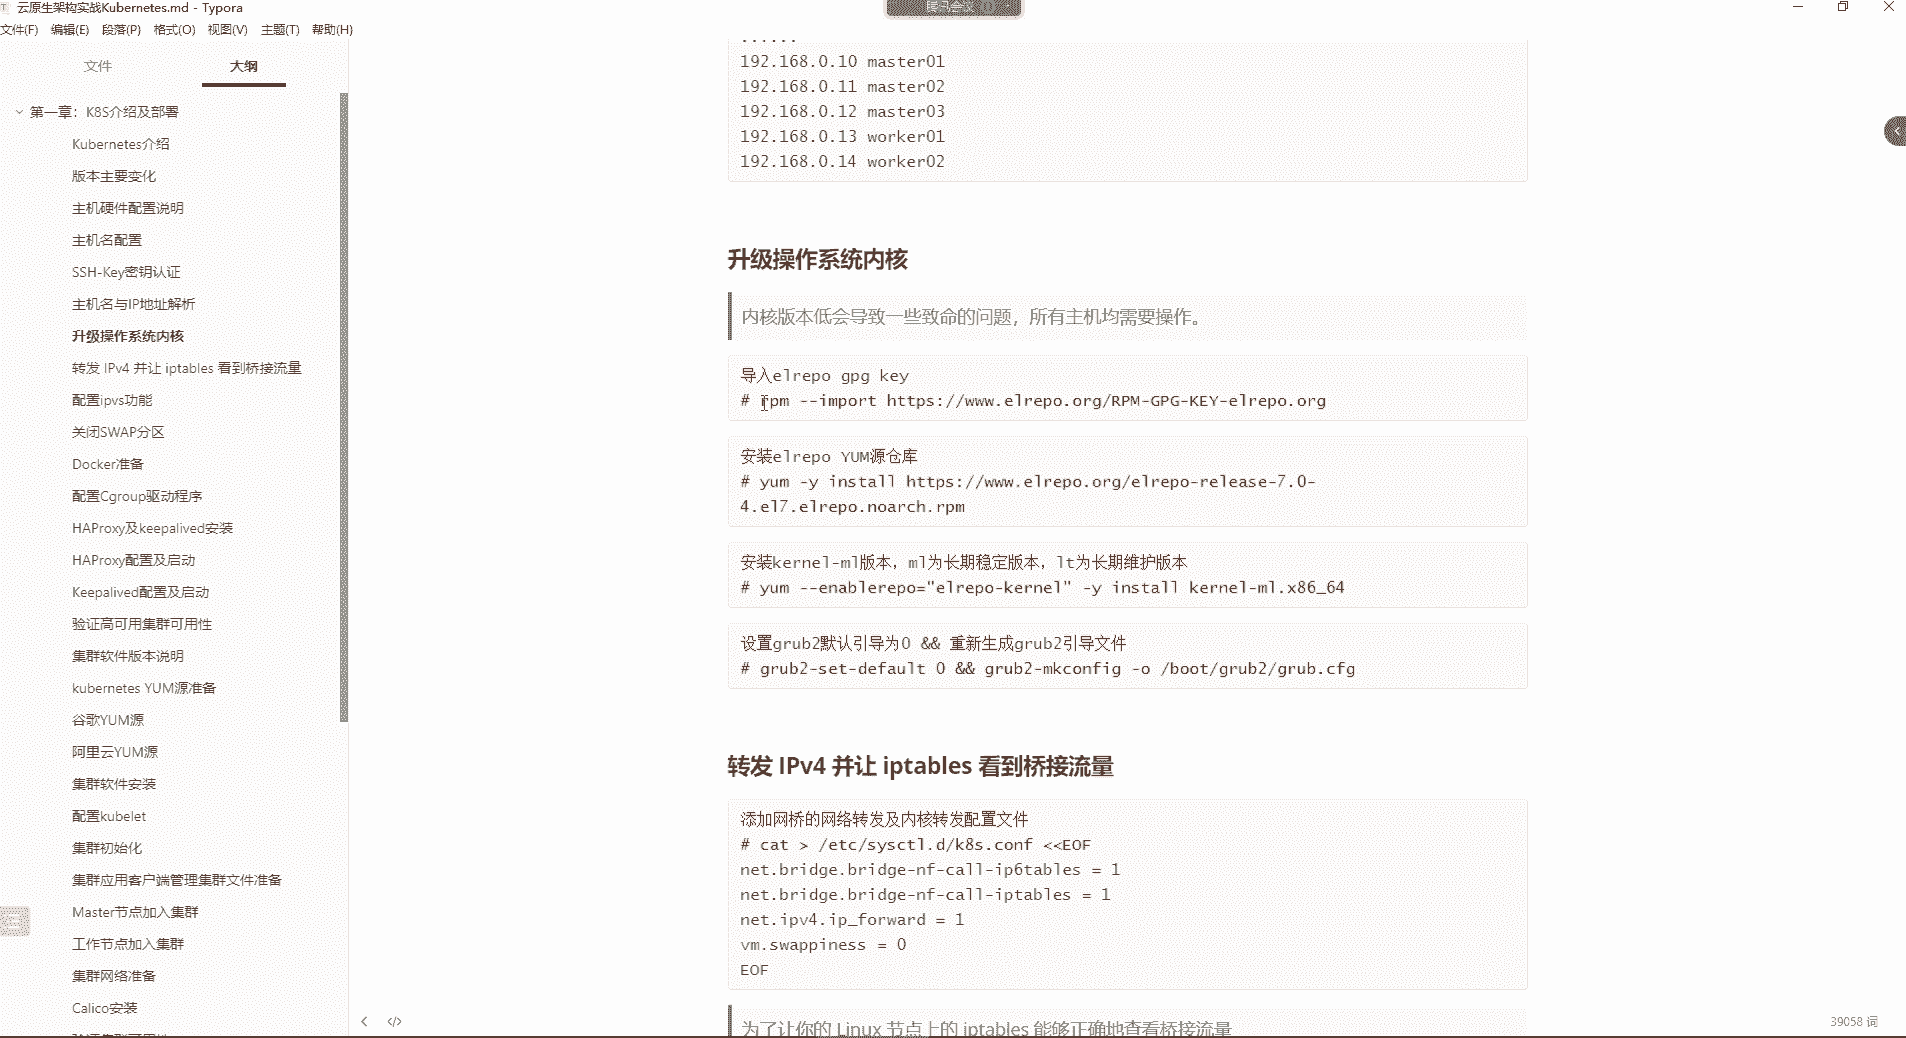 云原生架构实战Kubernetes.md - Typora
腾讯会议
文件(F) 编辑(E) 段落(P) 格式(O) 视图(V) 主题(T) 帮助(H)
文件 大纲
第一章：K8S介绍及部署
Kubernetes介绍
版本主要变化
主机硬件配置说明
主机名配置
SSH-Key密钥认证
主机名与IP地址解析
升级操作系统内核
转发 IPv4 并让 iptables 看到桥接流量
配置ipvs功能
关闭SWAP分区
Docker准备
配置Cgroup驱动程序
HAProxy及keepalived安装
HAProxy配置及启动
Keepalived配置及启动
验证高可用集群可用性
集群软件版本说明
kubernetes YUM源准备
谷歌YUM源
阿里云YUM源
集群软件安装
配置kubelet
集群初始化
集群应用客户端管理集群文件准备
Master节点加入集群
工作节点加入集群
集群网络准备
Calico安装
......
192.168.0.10 master01
192.168.0.11 master02
192.168.0.12 master03
192.168.0.13 worker01
192.168.0.14 worker02
升级操作系统内核
内核版本低会导致一些致命的问题，所有主机均需要操作。
导入elrepo gpg key
# rpm --import https://www.elrepo.org/RPM-GPG-KEY-elrepo.org
安装elrepo YUM源仓库
# yum -y install https://www.elrepo.org/elrepo-release-7.0-
4.el7.elrepo.noarch.rpm
安装kernel-ml版本，ml为长期稳定版本，lt为长期维护版本
# yum --enablerepo="elrepo-kernel" -y install kernel-ml.x86_64
设置grub2默认引导为0 && 重新生成grub2引导文件
# grub2-set-default 0 && grub2-mkconfig -o /boot/grub2/grub.cfg
转发 IPv4 并让 iptables 看到桥接流量
添加网桥的网络转发及内核转发配置文件
# cat > /etc/sysctl.d/k8s.conf <<EOF
net.bridge.bridge-nf-call-ip6tables = 1
net.bridge.bridge-nf-call-iptables = 1
net.ipv4.ip_forward = 1
vm.swappiness = 0
EOF
为了让你的 Linux 节点上的 iptables 能够正确地查看桥接流量
39058 词